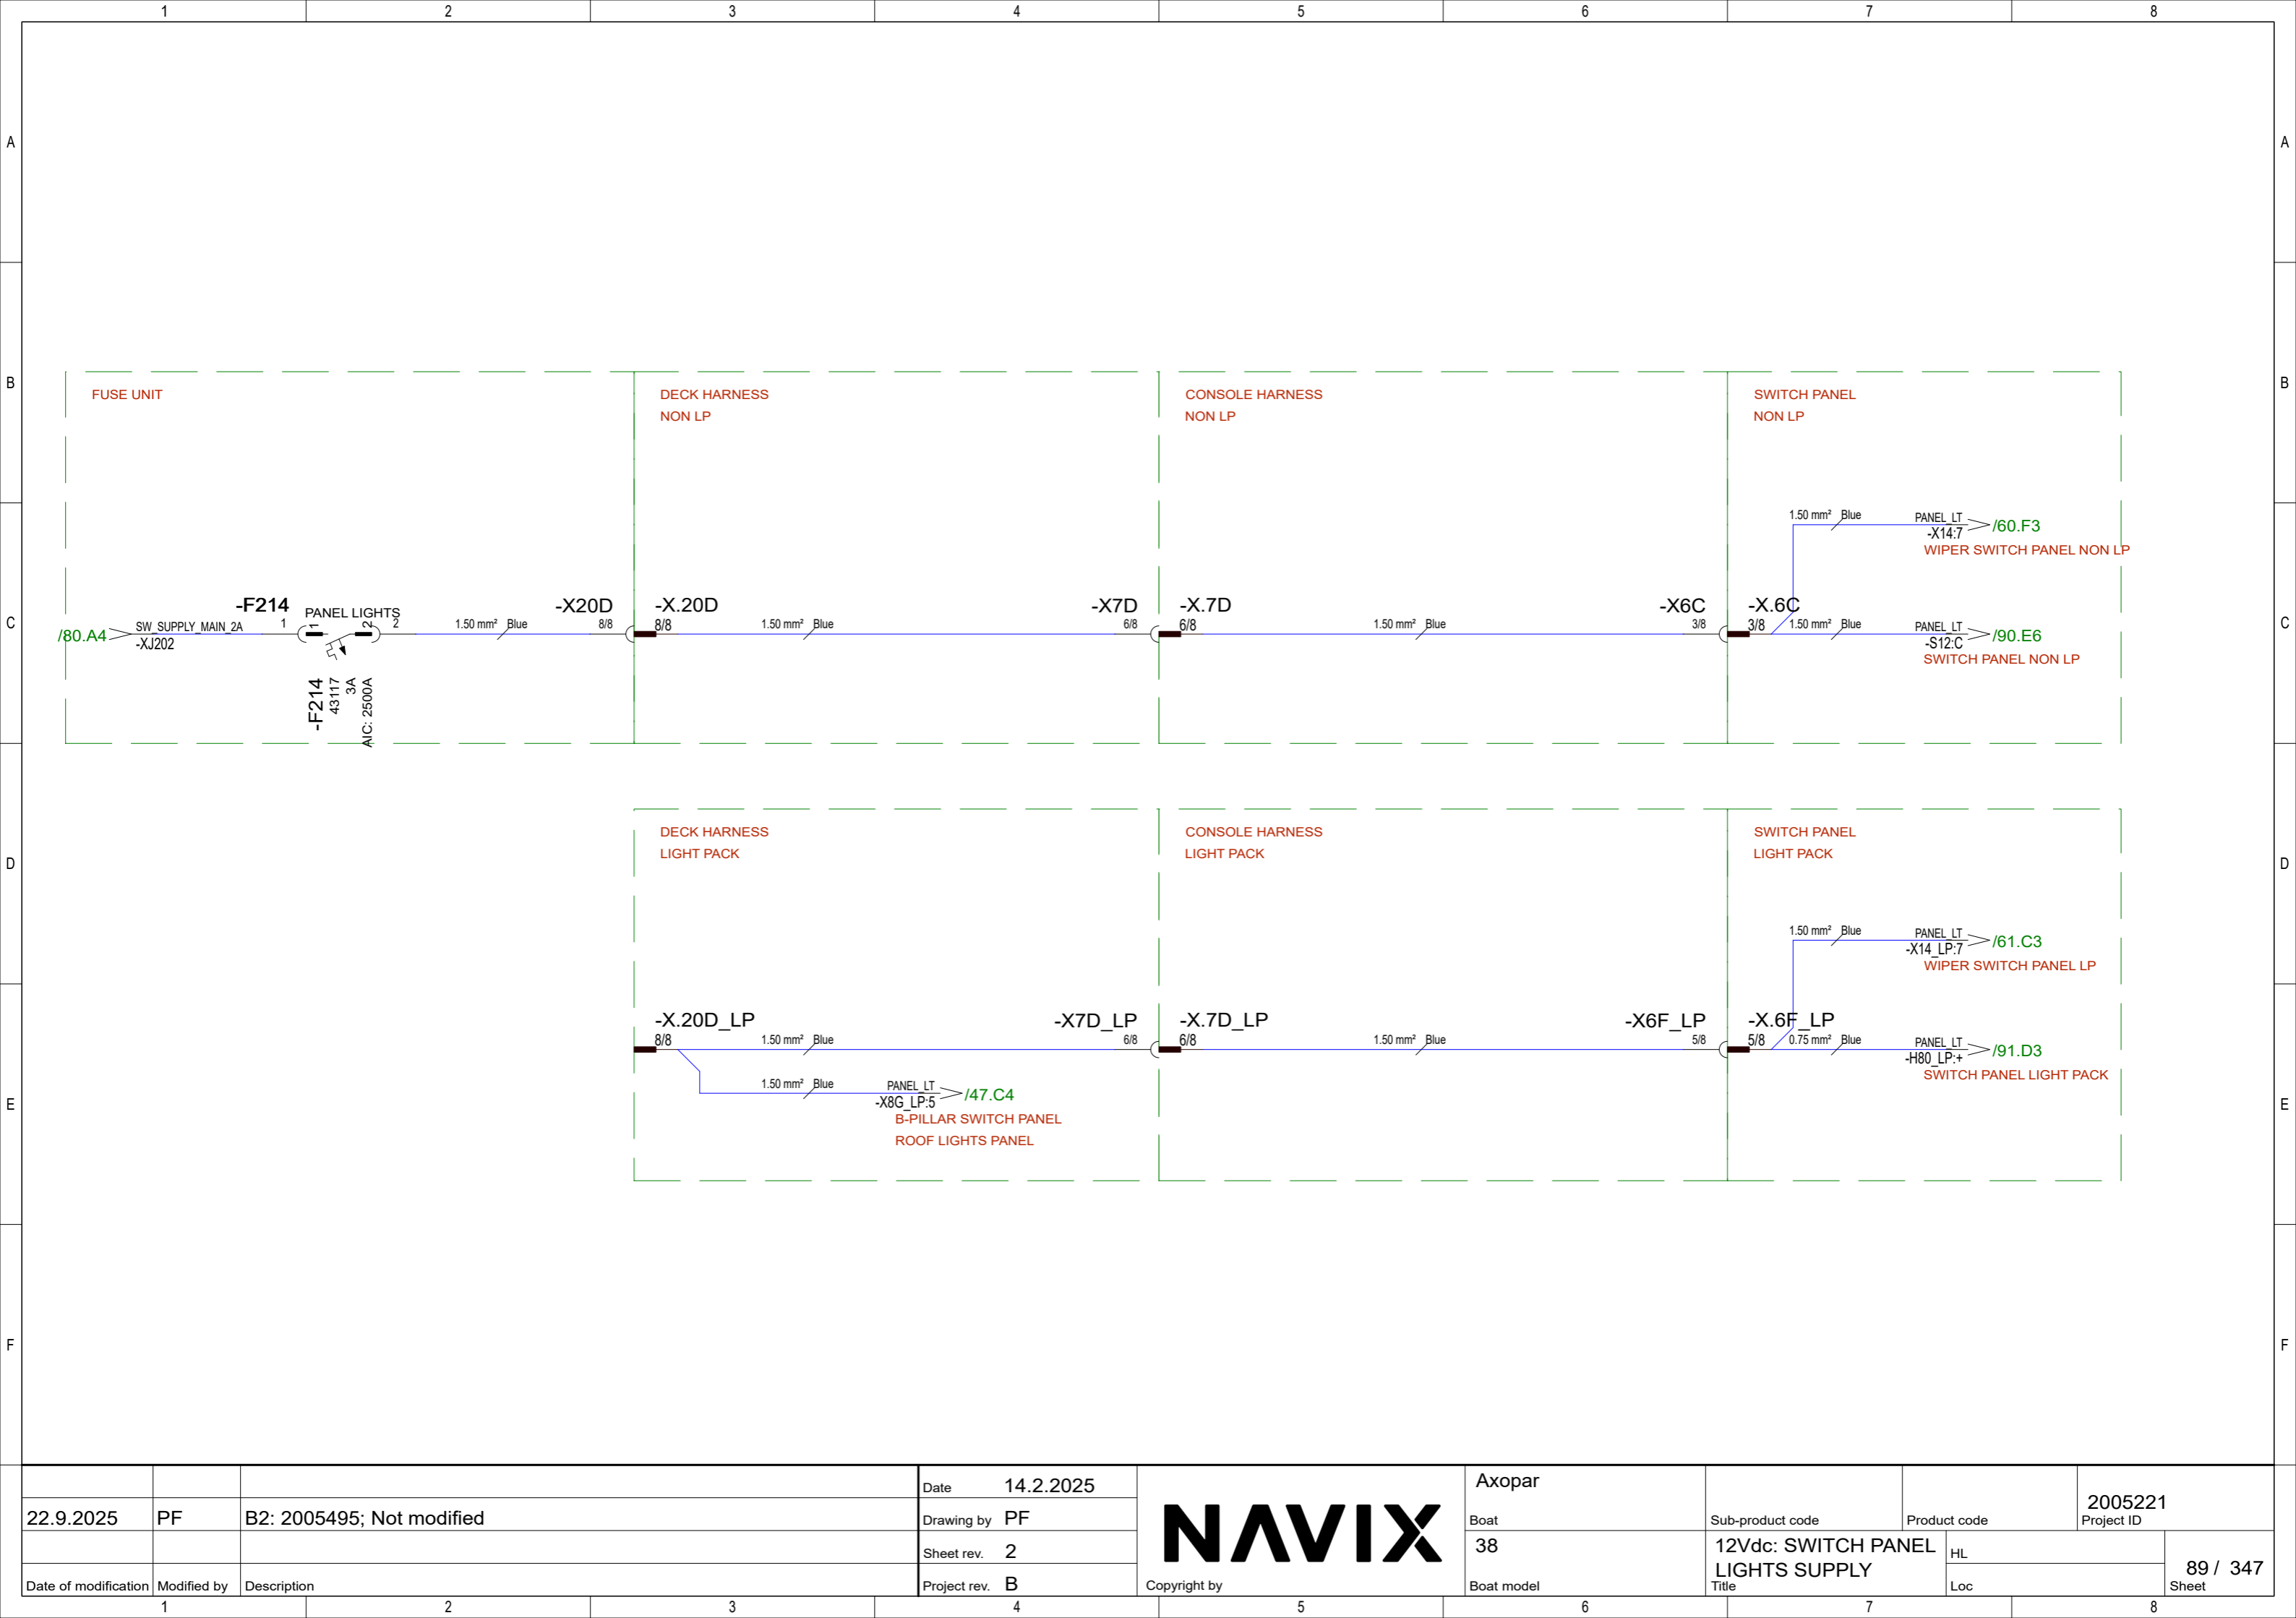 1 2 3 4 5 6 7 8
A A
B B
FUSE UNIT
DECK HARNESS
NON LP
CONSOLE HARNESS
NON LP
SWITCH PANEL
NON LP
1.50 mm² Blue PANEL_LT /60.F3
-X14:7
WIPER SWITCH PANEL NON LP
C C
/80.A4 SW_SUPPLY_MAIN_2A
-XJ202
-F214 PANEL LIGHTS
1 1 2 2
-F214
43117
3A
AIC: 2500A
1.50 mm² Blue
-X20D
8/8
-X.20D
8/8
1.50 mm² Blue
-X7D
6/8
-X.7D
6/8
1.50 mm² Blue
-X6C
3/8
-X.6C
3/8
1.50 mm² Blue PANEL_LT /90.E6
-S12:C
SWITCH PANEL NON LP
D D
DECK HARNESS
LIGHT PACK
CONSOLE HARNESS
LIGHT PACK
SWITCH PANEL
LIGHT PACK
1.50 mm² Blue PANEL_LT /61.C3
-X14_LP:7
WIPER SWITCH PANEL LP
-X.20D_LP
8/8
1.50 mm² Blue
-X7D_LP
6/8
-X.7D_LP
6/8
1.50 mm² Blue
-X6F_LP
5/8
-X.6F_LP
5/8
0.75 mm² Blue PANEL_LT /91.D3
-H80_LP:+
SWITCH PANEL LIGHT PACK
E E
1.50 mm² Blue PANEL_LT /47.C4
-X8G_LP:5
B-PILLAR SWITCH PANEL
ROOF LIGHTS PANEL
F F
22.9.2025 PF B2: 2005495; Not modified
Date of modification Modified by Description
Date 14.2.2025
Drawing by PF
Sheet rev. 2
Project rev. B
NAVIX
Copyright by
Axopar
Boat
38
Boat model
Sub-product code
Product code
2005221
Project ID
12Vdc: SWITCH PANEL
LIGHTS SUPPLY
Title
HL
Loc
89 / 347
Sheet
1 2 3 4 5 6 7 8